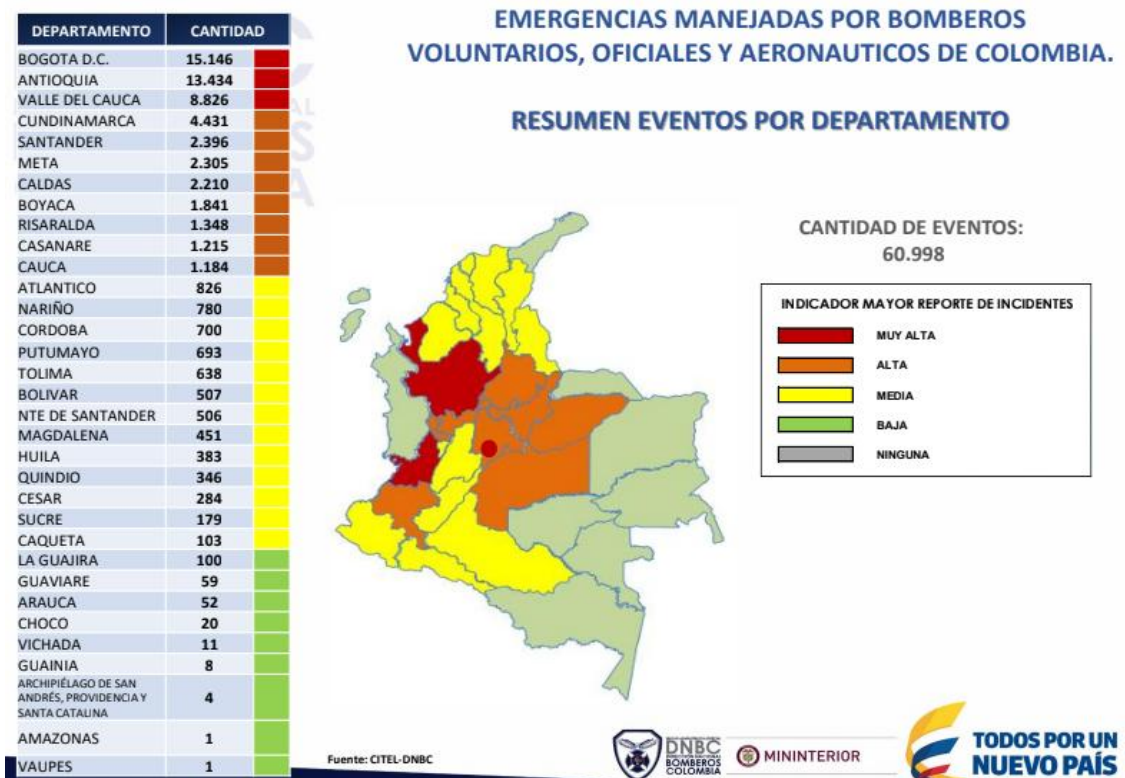 EMERGENCIAS MANEJADAS POR BOMBEROS
VOLUNTARIOS, OFICIALES Y AERONAUTICOS DE COLOMBIA.
RESUMEN EVENTOS POR DEPARTAMENTO
DEPARTAMENTO CANTIDAD
BOGOTA D.C. 15.146
ANTIOQUIA 13.434
VALLE DEL CAUCA 8.826
CUNDINAMARCA 4.431
SANTANDER 2.396
META 2.305
CALDAS 2.210
BOYACA 1.841
RISARALDA 1.348
CASANARE 1.215
CAUCA 1.184
ATLANTICO 826
NARIÑO 780
CORDOBA 700
PUTUMAYO 693
TOLIMA 638
BOLIVAR 507
NTE DE SANTANDER 506
MAGDALENA 451
HUILA 383
QUINDIO 346
CESAR 284
SUCRE 179
CAQUETA 103
LA GUAJIRA 100
GUAVIARE 59
ARAUCA 52
CHOCO 20
VICHADA 11
GUAINIA 8
ARCHIPIÉLAGO DE SAN
ANDRÉS, PROVIDENCIA Y
SANTA CATALINA 4
AMAZONAS 1
VAUPES 1
CANTIDAD DE EVENTOS:
60.998
INDICADOR MAYOR REPORTE DE INCIDENTES
MUY ALTA
ALTA
MEDIA
BAJA
NINGUNA
Fuente: CITEL-DNBC
DNBC
BOMBEROS
COLOMBIA
MININTERIOR
TODOS POR UN
NUEVO PAÍS